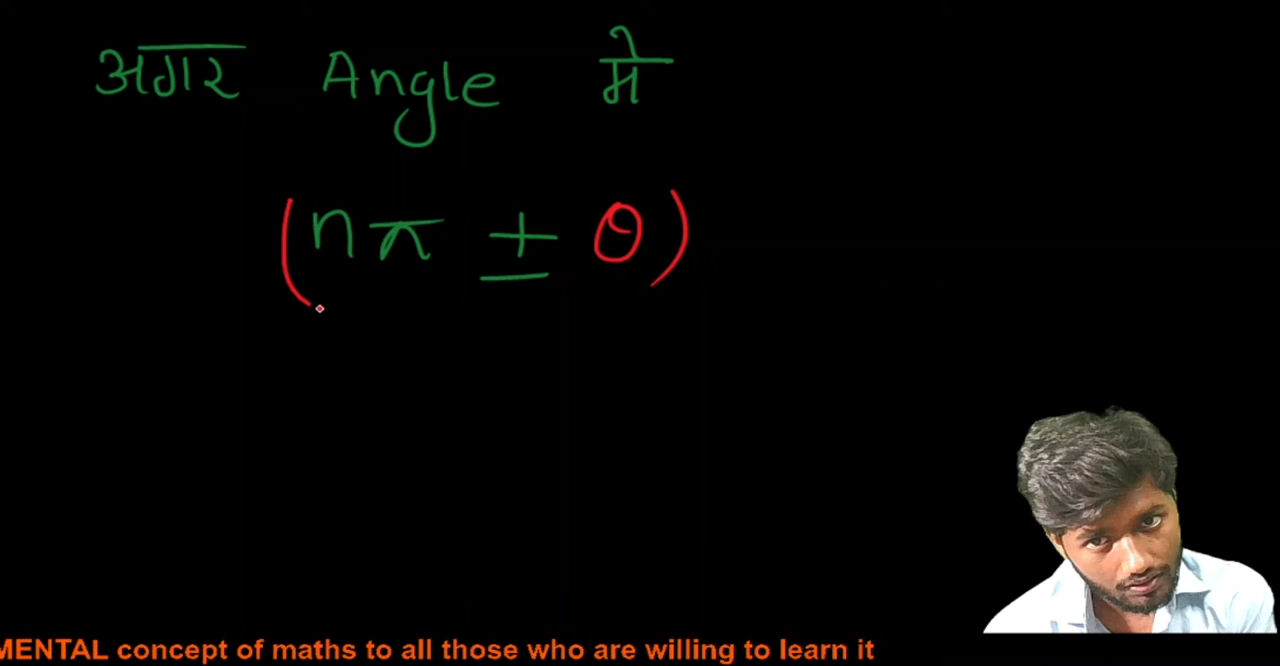 अगर Angle मे
(nπ ± θ)
MENTAL concept of maths to all those who are willing to learn it